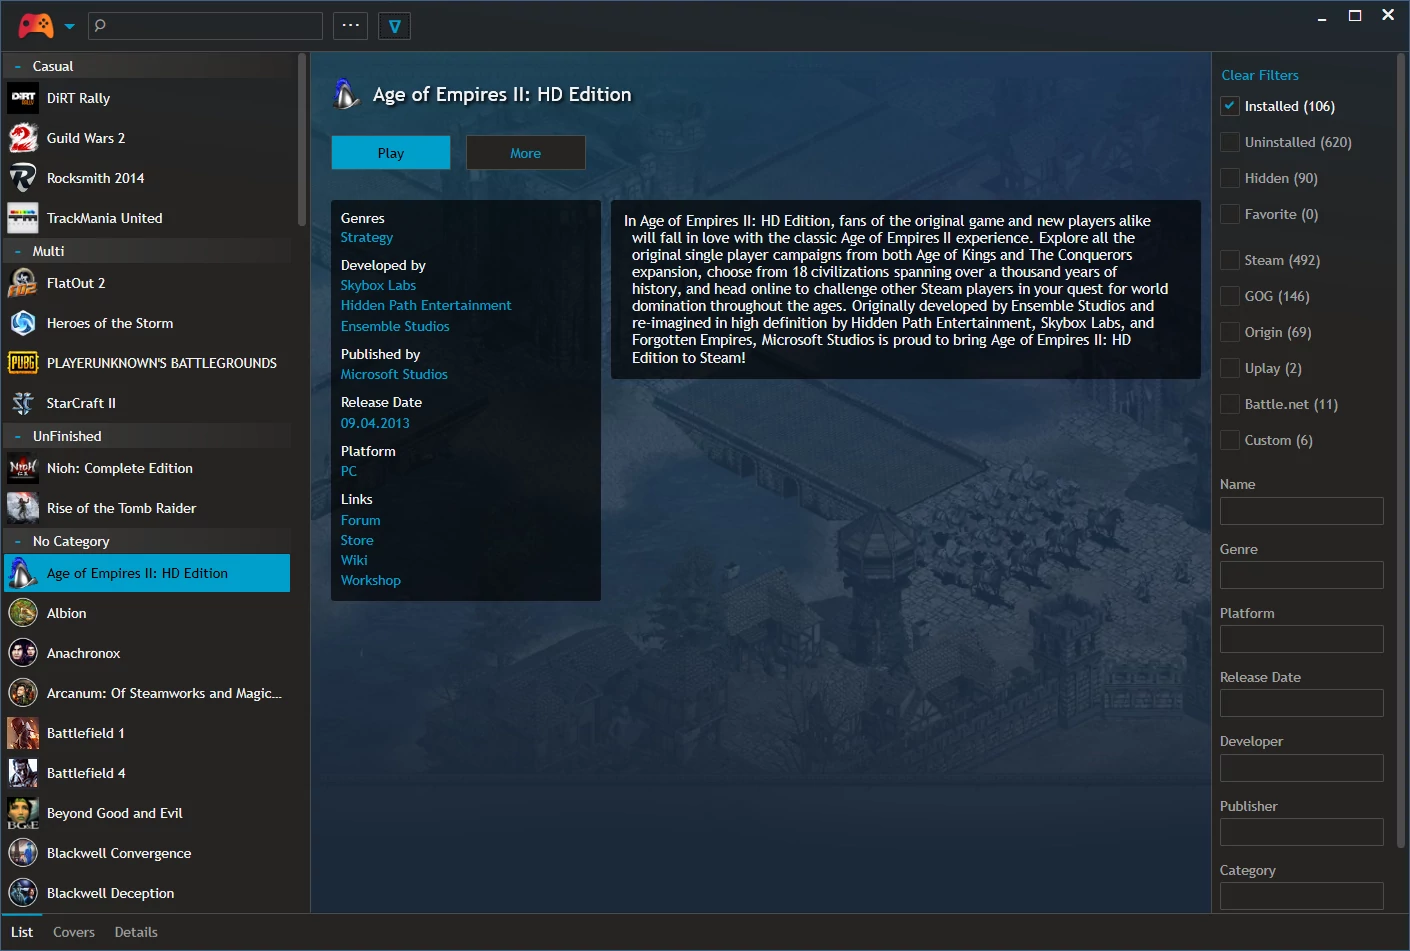 ...
Casual
DiRT Rally
Guild Wars 2
Rocksmith 2014
TrackMania United
Multi
FlatOut 2
Heroes of the Storm
PUBG
PLAYERUNKNOWN'S BATTLEGROUNDS
StarCraft II
UnFinished
Nioh: Complete Edition
Rise of the Tomb Raider
No Category
Age of Empires II: HD Edition
Albion
Anachronox
Arcanum: Of Steamworks and Magic...
Battlefield 1
Battlefield 4
Beyond Good and Evil
Blackwell Convergence
Blackwell Deception
List Covers Details
Age of Empires II: HD Edition
Play More
Genres
Strategy
Developed by
Skybox Labs
Hidden Path Entertainment
Ensemble Studios
Published by
Microsoft Studios
Release Date
09.04.2013
Platform
PC
Links
Forum
Store
Wiki
Workshop
In Age of Empires II: HD Edition, fans of the original game and new players alike
will fall in love with the classic Age of Empires II experience. Explore all the
original single player campaigns from both Age of Kings and The Conquerors
expansion, choose from 18 civilizations spanning over a thousand years of
history, and head online to challenge other Steam players in your quest for world
domination throughout the ages. Originally developed by Ensemble Studios and
re-imagined in high definition by Hidden Path Entertainment, Skybox Labs, and
Forgotten Empires, Microsoft Studios is proud to bring Age of Empires II: HD
Edition to Steam!
Clear Filters
Installed (106)
Uninstalled (620)
Hidden (90)
Favorite (0)
Steam (492)
GOG (146)
Origin (69)
Uplay (2)
Battle.net (11)
Custom (6)
Name
Genre
Platform
Release Date
Developer
Publisher
Category